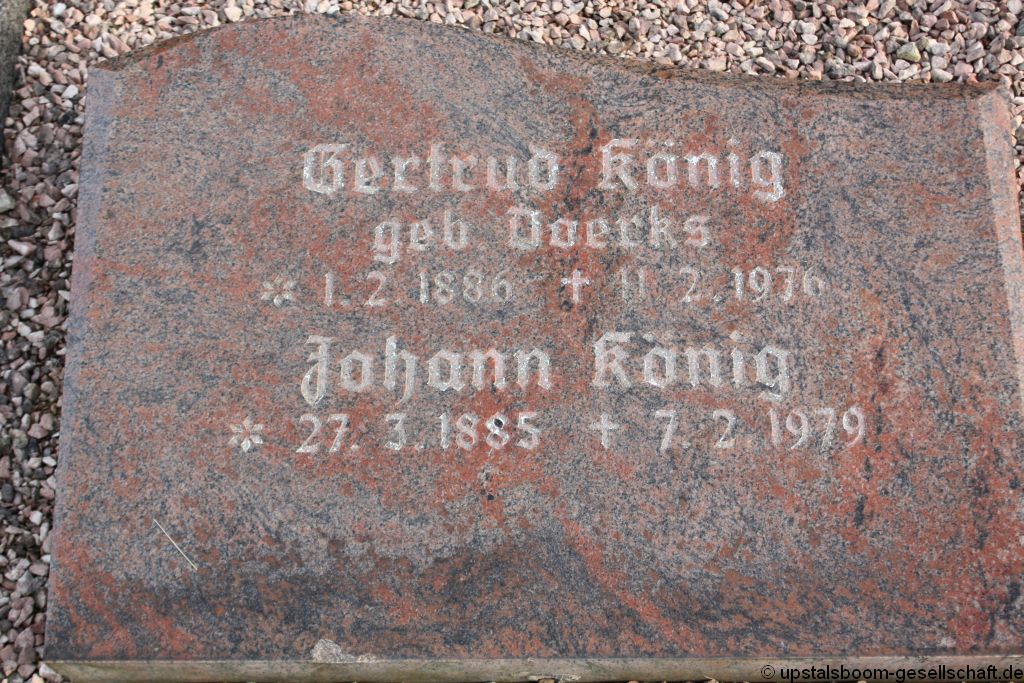 Gertrud König
geb Doerks
* 1. 2. 1886 † 11. 2. 1976
Johann König
* 27. 3. 1885 † 7. 2. 1979
© upstalsboom-gesellschaft.de